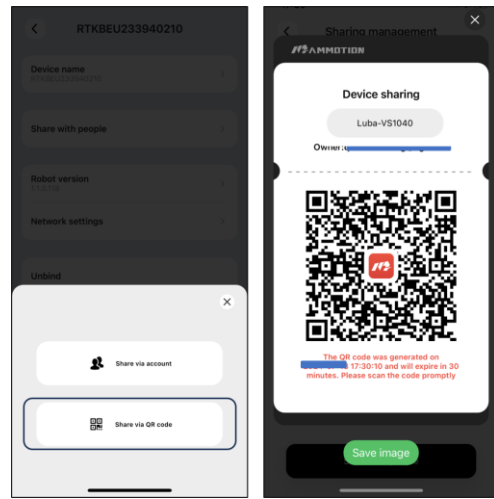 RTKBEU233940210
Device name
RTKBEU233940210
Share with people
Robot version
Network settings
Unbind
Share via account
Share via QR code
Sharing management
MAMMOTION
Device sharing
Luba-VS1040
Owner:
The QR code was generated on
17:30:10 and will expire in 30
minutes. Please scan the code promptly
Save image